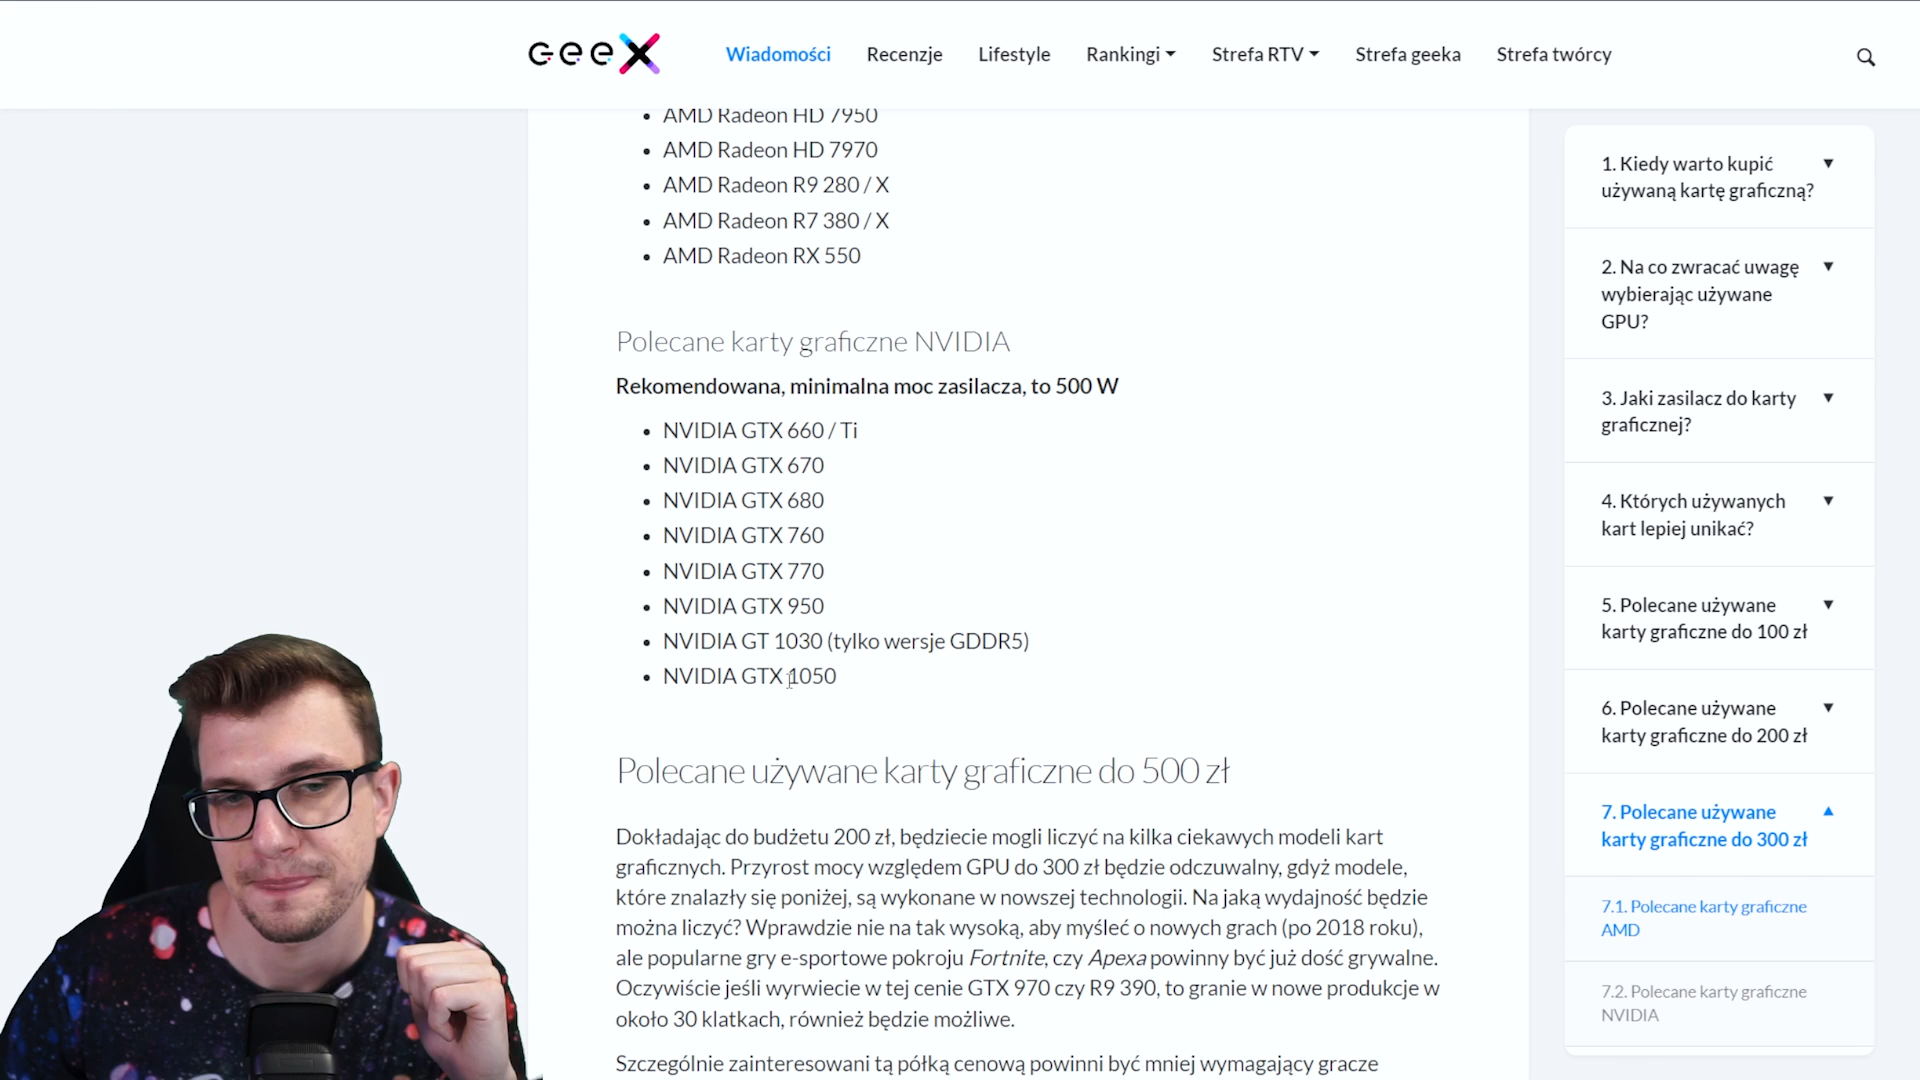 GeeX
Wiadomości Recenzje Lifestyle Rankingi Strefa RTV Strefa geeka Strefa twórcy
AMD Radeon HD 7950
AMD Radeon HD 7970
AMD Radeon R9 280 / X
AMD Radeon R7 380 / X
AMD Radeon RX 550
Polecane karty graficzne NVIDIA
Rekomendowana, minimalna moc zasilacza, to 500 W
NVIDIA GTX 660 / Ti
NVIDIA GTX 670
NVIDIA GTX 680
NVIDIA GTX 760
NVIDIA GTX 770
NVIDIA GTX 950
NVIDIA GT 1030 (tylko wersje GDDR5)
NVIDIA GTX 1050
Polecane używane karty graficzne do 500 zł
Dokładając do budżetu 200 zł, będziecie mogli liczyć na kilka ciekawych modeli kart
graficznych. Przyrost mocy względem GPU do 300 zł będzie odczuwalny, gdyż modele,
które znalazły się poniżej, są wykonane w nowszej technologii. Na jaką wydajność będzie
można liczyć? Wprawdzie nie na tak wysoką, aby myśleć o nowych grach (po 2018 roku),
ale popularne gry e-sportowe pokroju Fortnite, czy Apexa powinny być już dość grywalne.
Oczywiście jeśli wyrwiecie w tej cenie GTX 970 czy R9 390, to granie w nowe produkcje w
około 30 klatkach, również będzie możliwe.
Szczególnie zainteresowani tą półką cenową powinni być mniej wymagający gracze
1. Kiedy warto kupić
używaną kartę graficzną?
2. Na co zwracać uwagę
wybierając używane
GPU?
3. Jaki zasilacz do karty
graficznej?
4. Których używanych
kart lepiej unikać?
5. Polecane używane
karty graficzne do 100 zł
6. Polecane używane
karty graficzne do 200 zł
7. Polecane używane
karty graficzne do 300 zł
7.1. Polecane karty graficzne
AMD
7.2. Polecane karty graficzne
NVIDIA